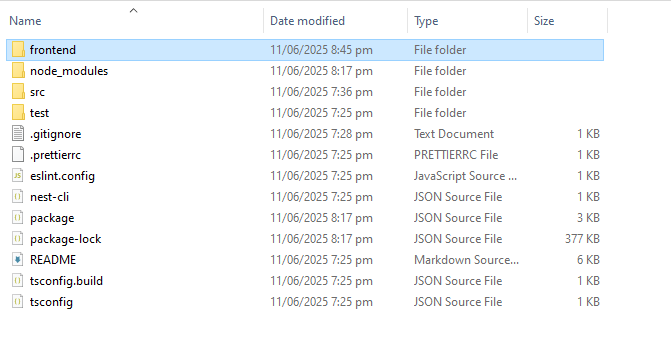 Name Date modified Type Size
frontend 11/06/2025 8:45 pm File folder
node_modules 11/06/2025 8:17 pm File folder
src 11/06/2025 7:36 pm File folder
test 11/06/2025 7:25 pm File folder
.gitignore 11/06/2025 7:28 pm Text Document 1 KB
.prettierrc 11/06/2025 7:25 pm PRETTIERRC File 1 KB
eslint.config 11/06/2025 7:25 pm JavaScript Source ... 1 KB
nest-cli 11/06/2025 7:25 pm JSON Source File 1 KB
package 11/06/2025 8:17 pm JSON Source File 3 KB
package-lock 11/06/2025 8:17 pm JSON Source File 377 KB
README 11/06/2025 7:25 pm Markdown Source... 6 KB
tsconfig.build 11/06/2025 7:25 pm JSON Source File 1 KB
tsconfig 11/06/2025 7:25 pm JSON Source File 1 KB